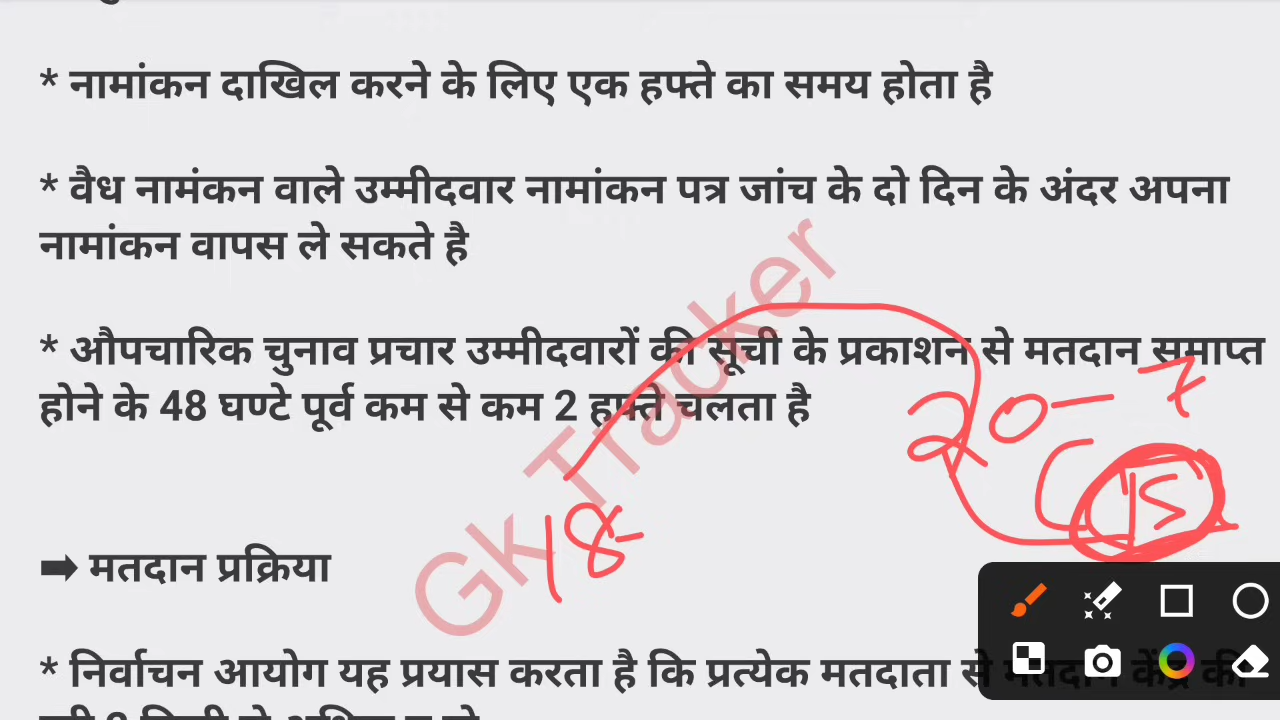 * नामांकन दाखिल करने के लिए एक हफ्ते का समय होता है
* वैध नामंकन वाले उम्मीदवार नामांकन पत्र जांच के दो दिन के अंदर अपना
नामांकन वापस ले सकते है
* औपचारिक चुनाव प्रचार उम्मीदवारों की सूची के प्रकाशन से मतदान समाप्त
होने के 48 घण्टे पूर्व कम से कम 2 हफ्ते चलता है
20 – 7
15
18-
Gk Tracker
➡ मतदान प्रक्रिया
* निर्वाचन आयोग यह प्रयास करता है कि प्रत्येक मतदाता से मतदान केंद्र की